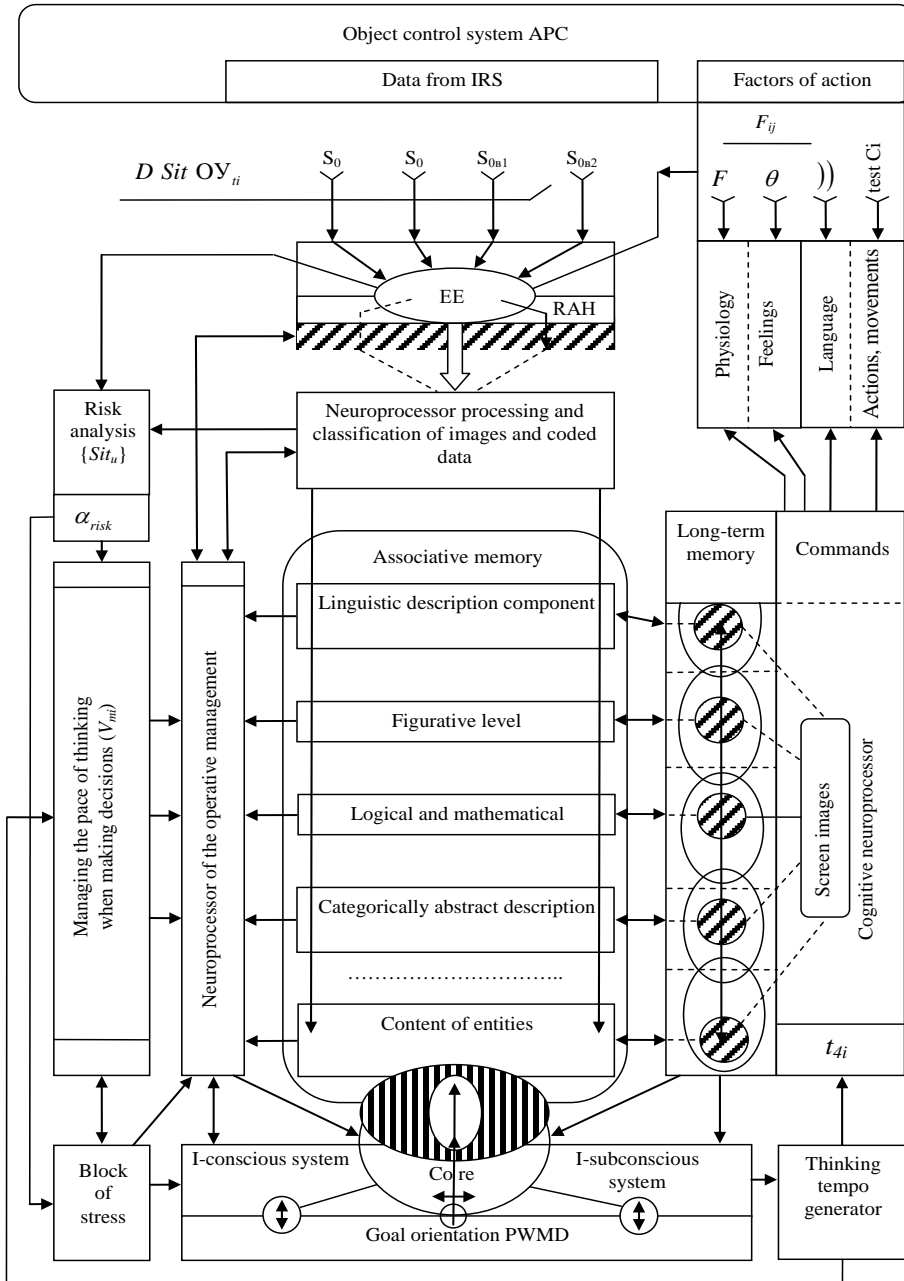 Object control system APC
Data from IRS
Factors of action
F_ij
D Sit ОУ_ti
S_0
S_0
S_0в1
S_0в2
F
θ
))
test Ci
EE
RAH
Physiology
Feelings
Language
Actions, movements
Risk
analysis
{Sit_u}
α_risk
Neuroprocessor processing and
classification of images and coded
data
Associative memory
Long-term
memory
Commands
Linguistic description component
Figurative level
Logical and mathematical
Categorically abstract description
…………………………..
Content of entities
Managing the pace of thinking
when making decisions (V_mi)
Neuroprocessor of the operative management
Screen images
Cognitive neuroprocessor
t_4i
Block
of
stress
I-conscious system
Core
I-subconscious
system
Goal orientation PWMD
Thinking
tempo
generator